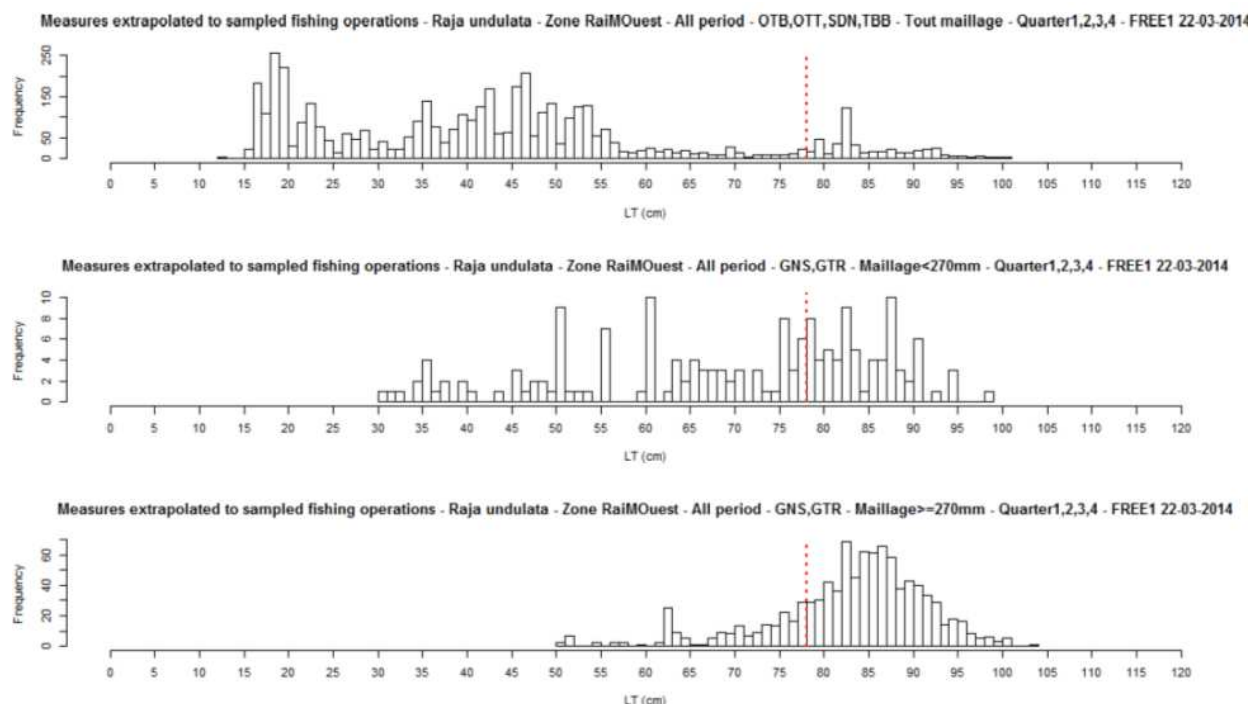 Measures extrapolated to sampled fishing operations - Raja undulata - Zone RaiMOuest - All period - OTB,OTT,SDN,TBB - Tout maillage - Quarter1,2,3,4 - FREE1 22-03-2014
Frequency
0 50 150 250
0 5 10 15 20 25 30 35 40 45 50 55 60 65 70 75 80 85 90 95 100 105 110 115 120
LT (cm)
Measures extrapolated to sampled fishing operations - Raja undulata - Zone RaiMOuest - All period - GNS,GTR - Maillage<270mm - Quarter1,2,3,4 - FREE1 22-03-2014
Frequency
0 2 4 6 8 10
0 5 10 15 20 25 30 35 40 45 50 55 60 65 70 75 80 85 90 95 100 105 110 115 120
LT (cm)
Measures extrapolated to sampled fishing operations - Raja undulata - Zone RaiMOuest - All period - GNS,GTR - Maillage>=270mm - Quarter1,2,3,4 - FREE1 22-03-2014
Frequency
0 20 40 60
0 5 10 15 20 25 30 35 40 45 50 55 60 65 70 75 80 85 90 95 100 105 110 115 120
LT (cm)